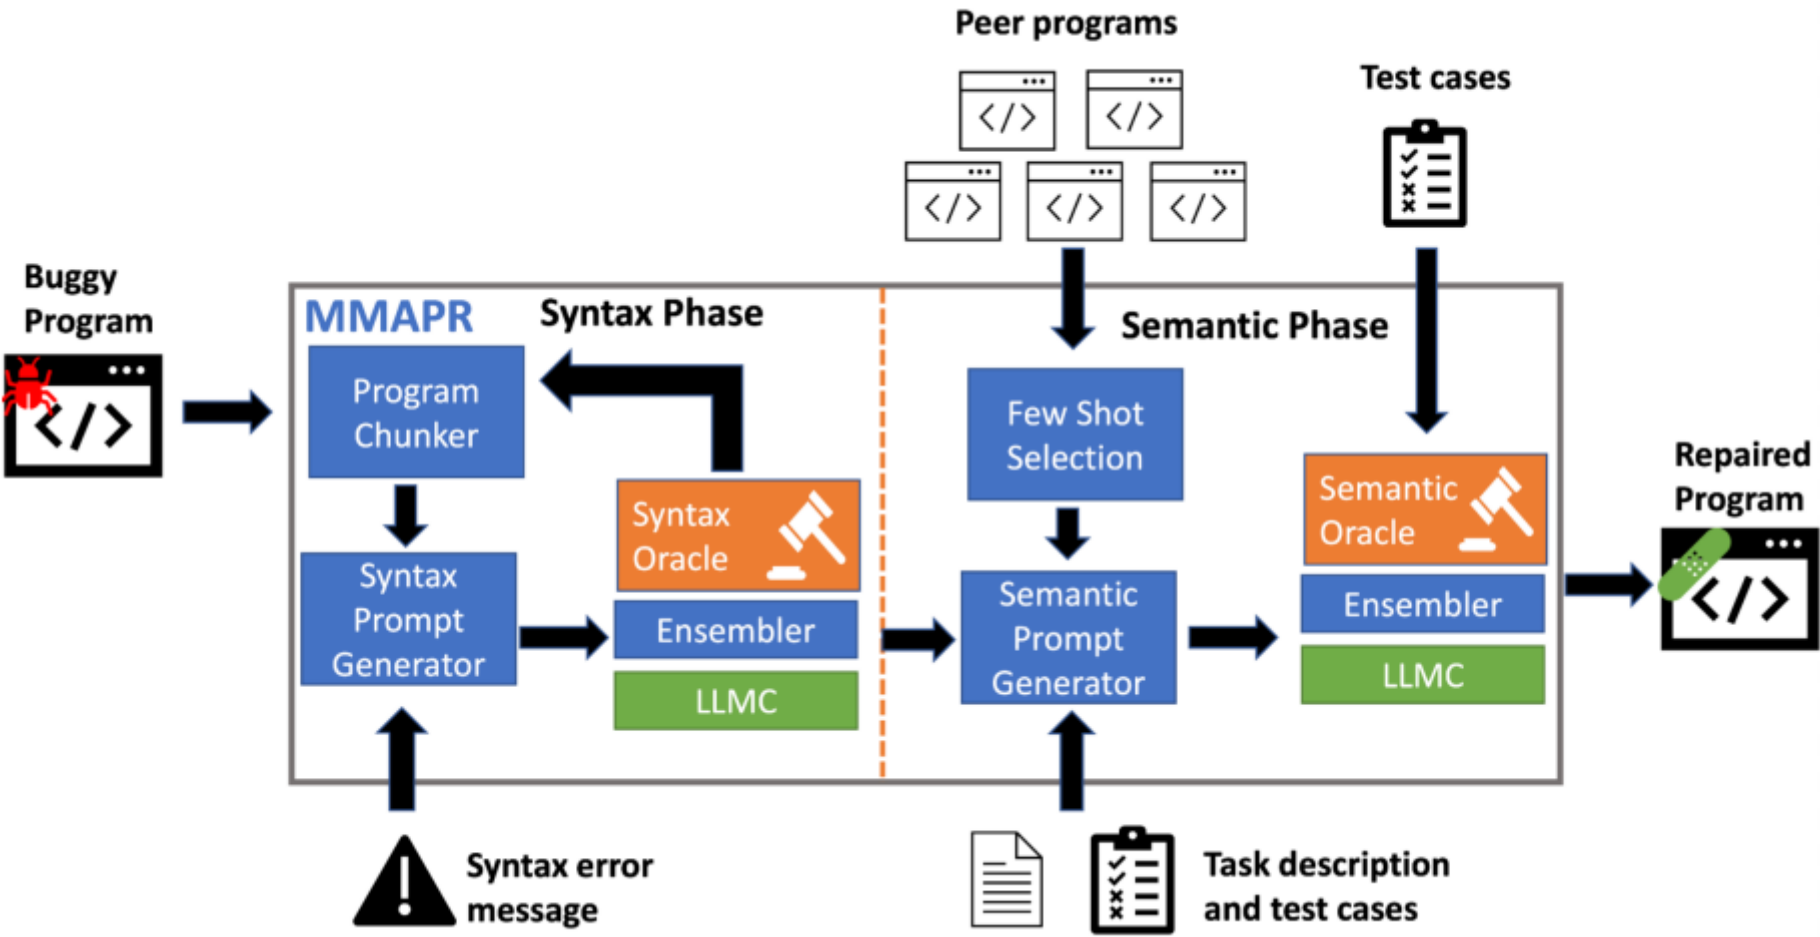 Peer programs
Test cases
</>
</>
</>
</>
</>
Buggy
Program
</>
MMAPR
Syntax Phase
Semantic Phase
Program
Chunker
Syntax
Oracle
Syntax
Prompt
Generator
Ensembler
LLMC
Few Shot
Selection
Semantic
Prompt
Generator
Semantic
Oracle
Ensembler
LLMC
Repaired
Program
</>
Syntax error
message
Task description
and test cases